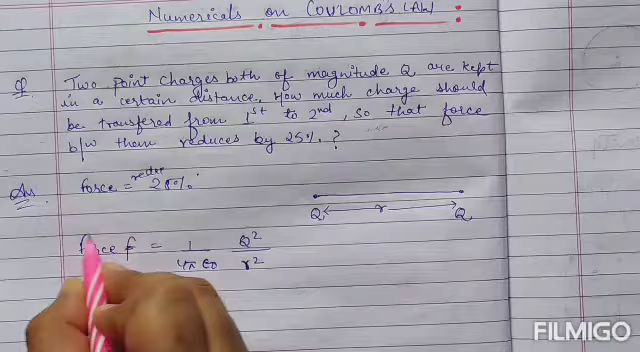 Numericals on COULOMB'S LAW :
Q Two point charges both of magnitude Q are kept
in a certain distance. How much charge should
be transfered from 1st to 2nd, so that force
b/w them reduces by 25% ?
Ans force = 25%
Q r Q
force F = 1/4π∈0 Q²/r²
FILMIGO